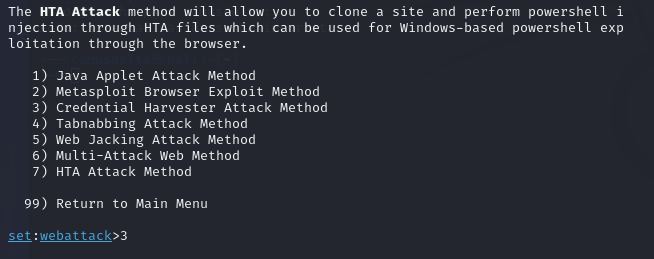 The HTA Attack method will allow you to clone a site and perform powershell i
njection through HTA files which can be used for Windows-based powershell exp
loitation through the browser.
1) Java Applet Attack Method
2) Metasploit Browser Exploit Method
3) Credential Harvester Attack Method
4) Tabnabbing Attack Method
5) Web Jacking Attack Method
6) Multi-Attack Web Method
7) HTA Attack Method
99) Return to Main Menu
set:webattack>3